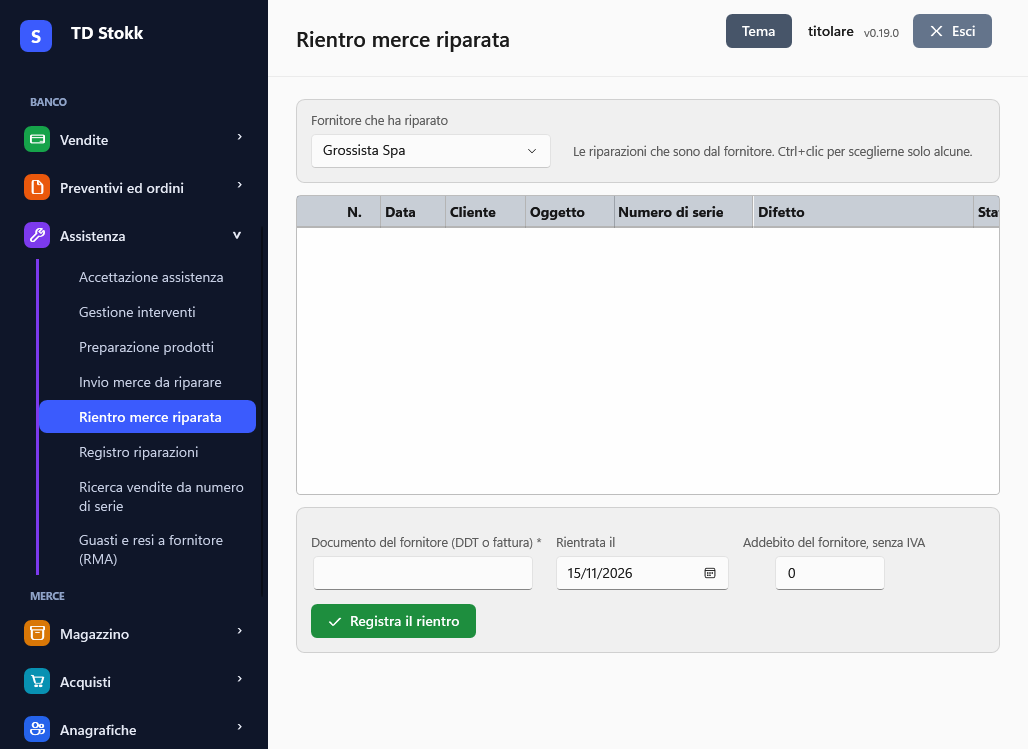 S
TD Stokk
Rientro merce riparata
Tema
titolare
v0.19.0
Esci
BANCO
Vendite
Preventivi ed ordini
Assistenza
Accettazione assistenza
Gestione interventi
Preparazione prodotti
Invio merce da riparare
Rientro merce riparata
Registro riparazioni
Ricerca vendite da numero
di serie
Guasti e resi a fornitore
(RMA)
MERCE
Magazzino
Acquisti
Anagrafiche
Fornitore che ha riparato
Grossista Spa
Le riparazioni che sono dal fornitore. Ctrl+clic per sceglierne solo alcune.
N. Data Cliente Oggetto Numero di serie Difetto Sta
Documento del fornitore (DDT o fattura) * Rientrata il Addebito del fornitore, senza IVA
15/11/2026 0
Registra il rientro